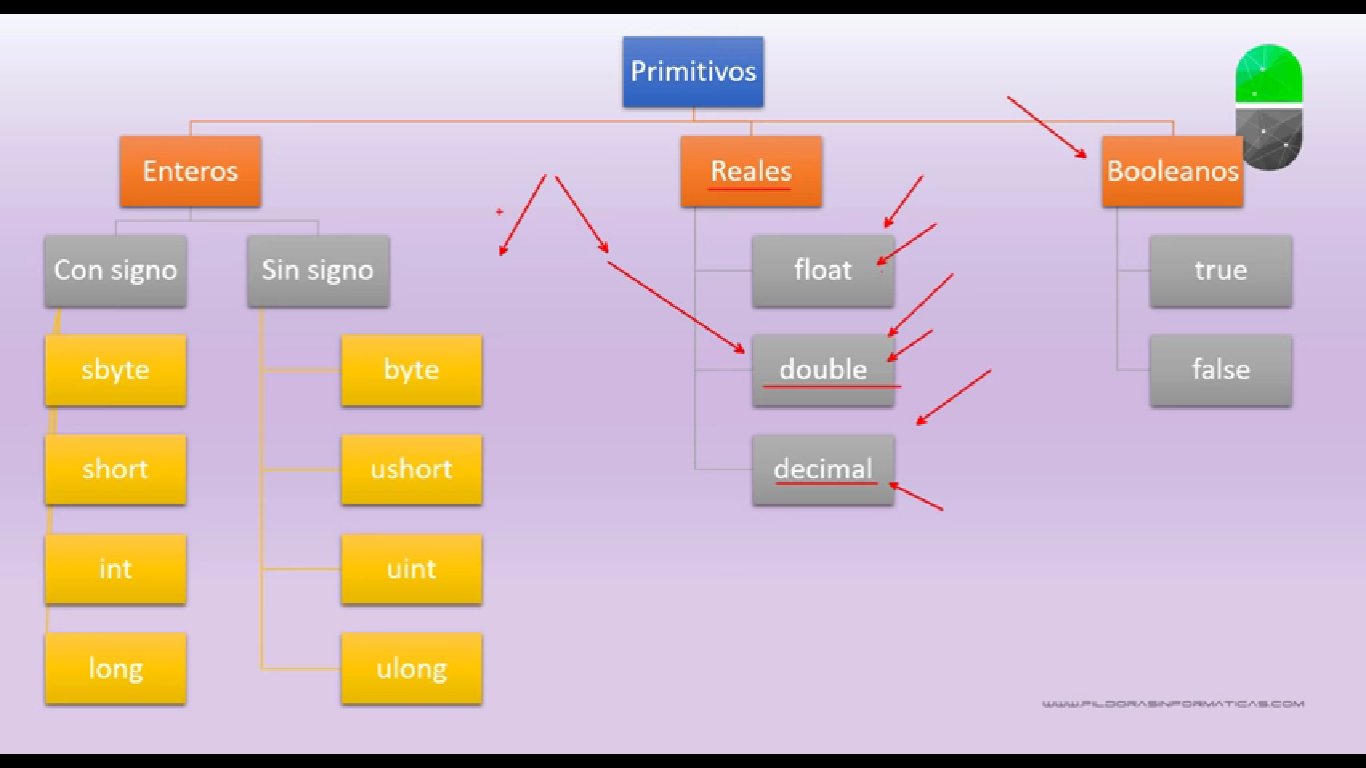 Primitivos
Enteros
Reales
Booleanos
Con signo
Sin signo
float
true
sbyte
byte
double
false
short
ushort
decimal
int
uint
long
ulong
WWW.PILDORASINFORMATICAS.COM